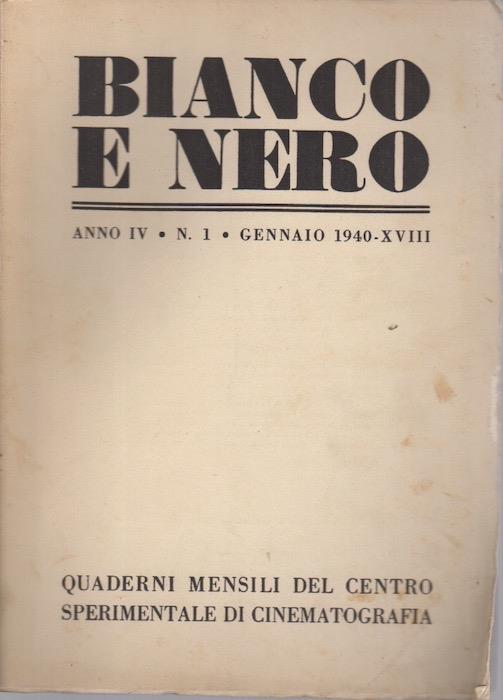 BIANCO
E NERO
ANNO IV • N. 1 • GENNAIO 1940-XVIII
QUADERNI MENSILI DEL CENTRO
SPERIMENTALE DI CINEMATOGRAFIA